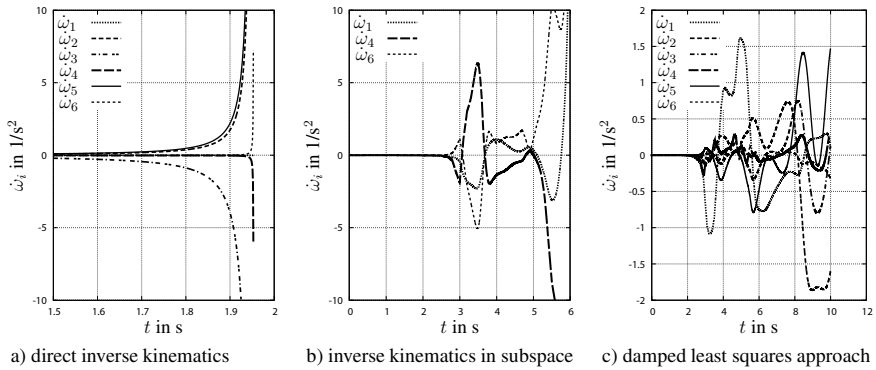 10
5
0
-5
-10
1.5 1.6 1.7 1.8 1.9 2
ω̇₁
ω̇₂
ω̇₃
ω̇₄
ω̇₅
ω̇₆
ω̇ᵢ in 1/s²
t in s
a) direct inverse kinematics
10
5
0
-5
-10
0 1 2 3 4 5 6
ω̇₁
ω̇₄
ω̇₆
ω̇ᵢ in 1/s²
t in s
b) inverse kinematics in subspace
2
1.5
1
0.5
0
-0.5
-1
-1.5
-2
0 2 4 6 8 10 12
ω̇₁
ω̇₂
ω̇₃
ω̇₄
ω̇₅
ω̇₆
ω̇ᵢ in 1/s²
t in s
c) damped least squares approach